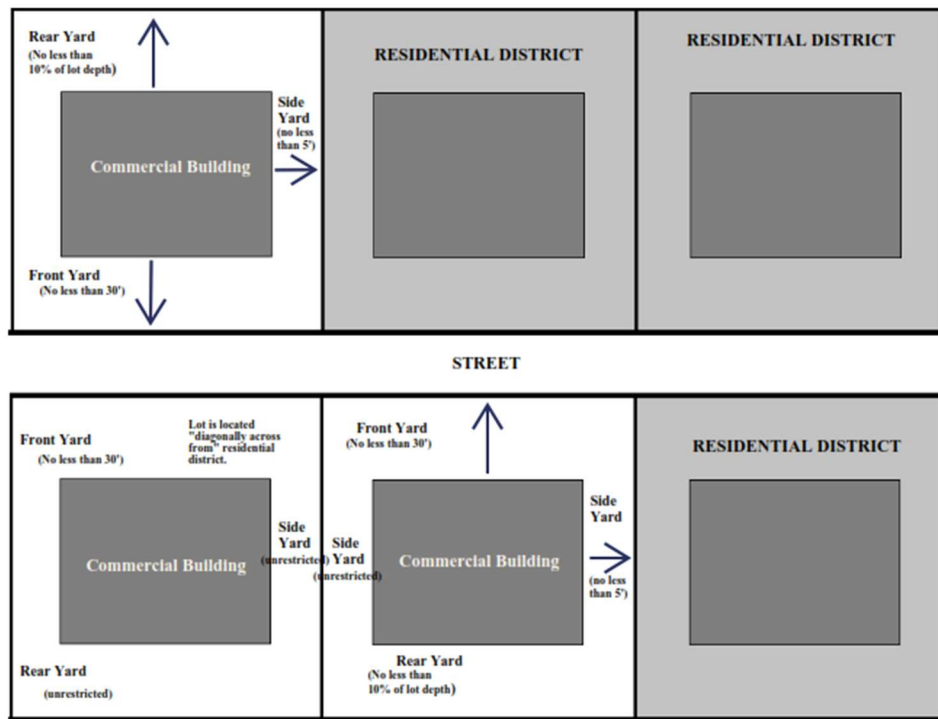 Rear Yard
(No less than
10% of lot depth)
RESIDENTIAL DISTRICT
RESIDENTIAL DISTRICT
Side
Yard
(no less
than 5')
Commercial Building
Front Yard
(No less than 30')
STREET
Front Yard
(No less than 30')
Lot is located
"diagonally across
from" residential
district.
Front Yard
(No less than 30')
RESIDENTIAL DISTRICT
Commercial Building
Side
Yard
(unrestricted)
Side
Yard
(unrestricted)
Commercial Building
Side
Yard
(no less
than 5')
Rear Yard
(unrestricted)
Rear Yard
(No less than
10% of lot depth)